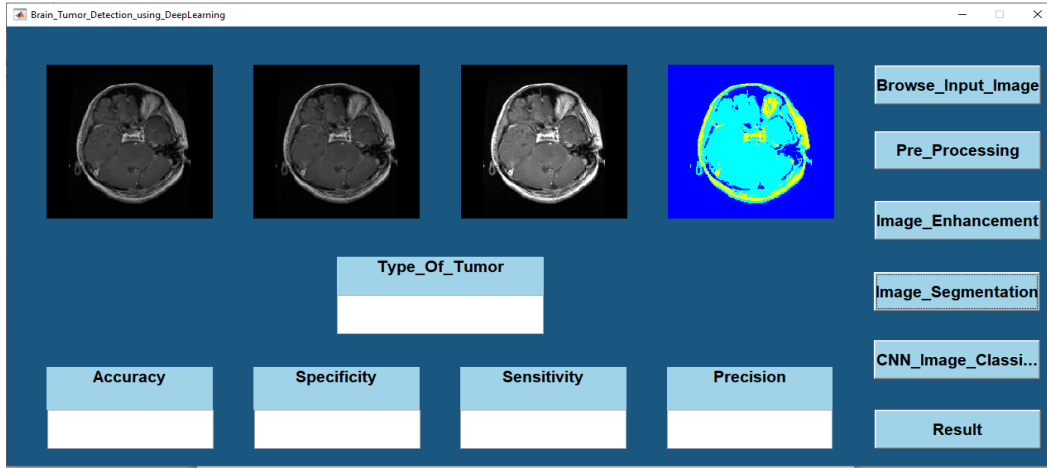 Brain_Tumor_Detection_using_DeepLearning
Browse_Input_Image
Pre_Processing
Image_Enhancement
Type_Of_Tumor
Image_Segmentation
CNN_Image_Classi...
Accuracy
Specificity
Sensitivity
Precision
Result